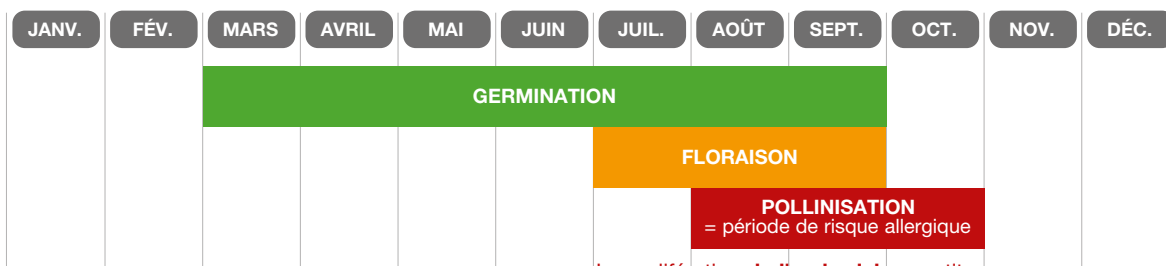 JANV. FÉV. MARS AVRIL MAI JUIN JUIL. AOÛT SEPT. OCT. NOV. DÉC.
GERMINATION
FLORAISON
POLLINISATION
= période de risque allergique